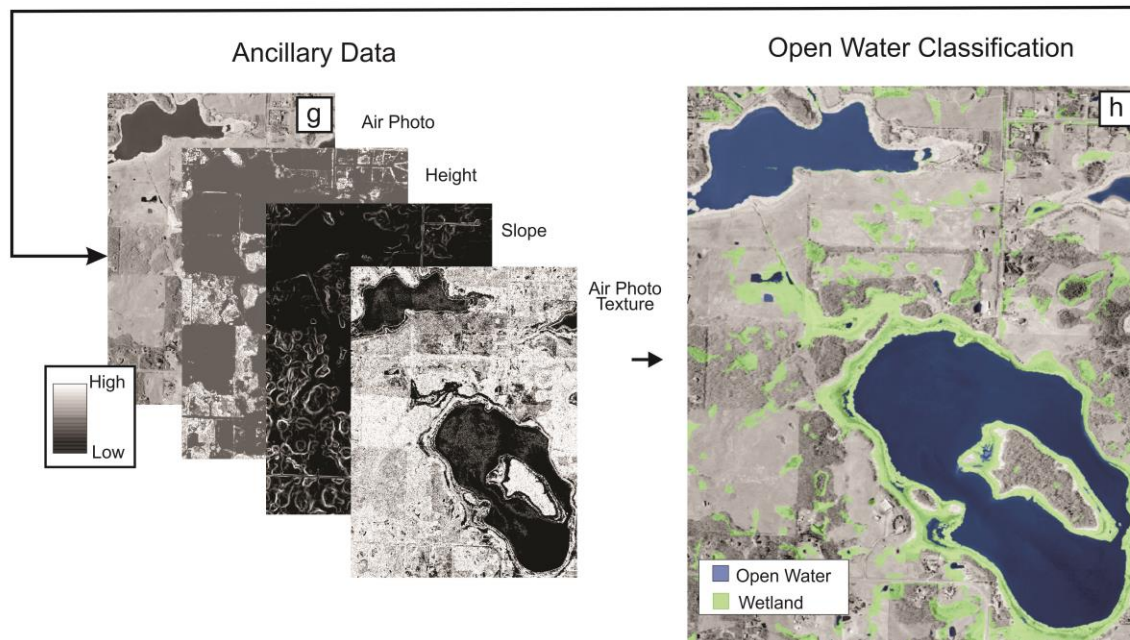 Ancillary Data
g
Air Photo
Height
Slope
Air Photo
Texture
High
Low
Open Water Classification
h
Open Water
Wetland